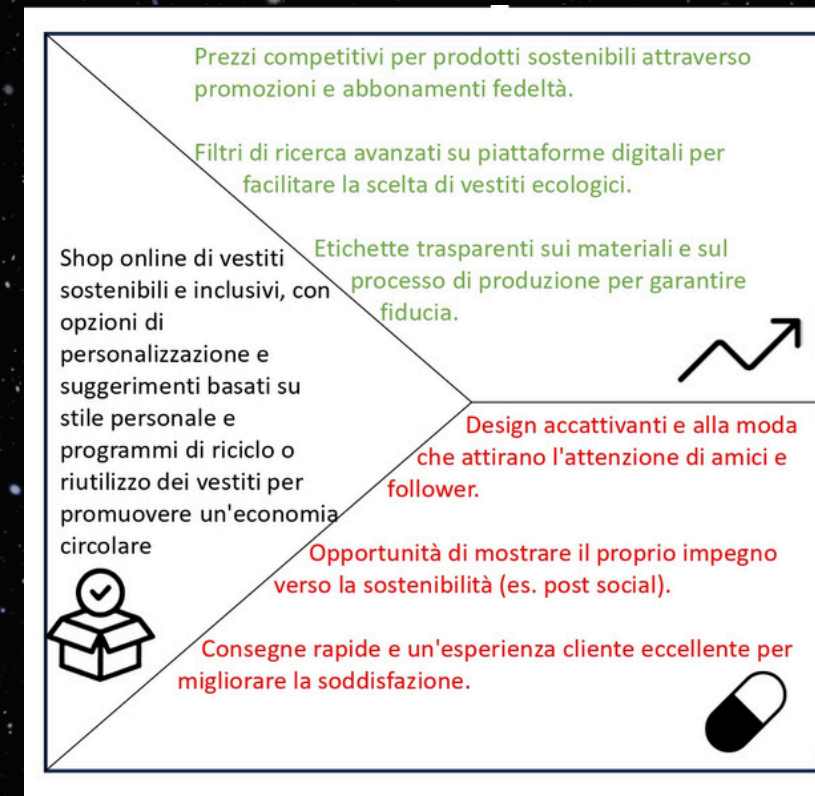 Prezzi competitivi per prodotti sostenibili attraverso
promozioni e abbonamenti fedeltà.
Filtri di ricerca avanzati su piattaforme digitali per
facilitare la scelta di vestiti ecologici.
Etichette trasparenti sui materiali e sul
processo di produzione per garantire
fiducia.
Shop online di vestiti
sostenibili e inclusivi, con
opzioni di
personalizzazione e
suggerimenti basati su
stile personale e
programmi di riciclo o
riutilizzo dei vestiti per
promuovere un'economia
circolare
Design accattivanti e alla moda
che attirano l'attenzione di amici e
follower.
Opportunità di mostrare il proprio impegno
verso la sostenibilità (es. post social).
Consegne rapide e un'esperienza cliente eccellente per
migliorare la soddisfazione.